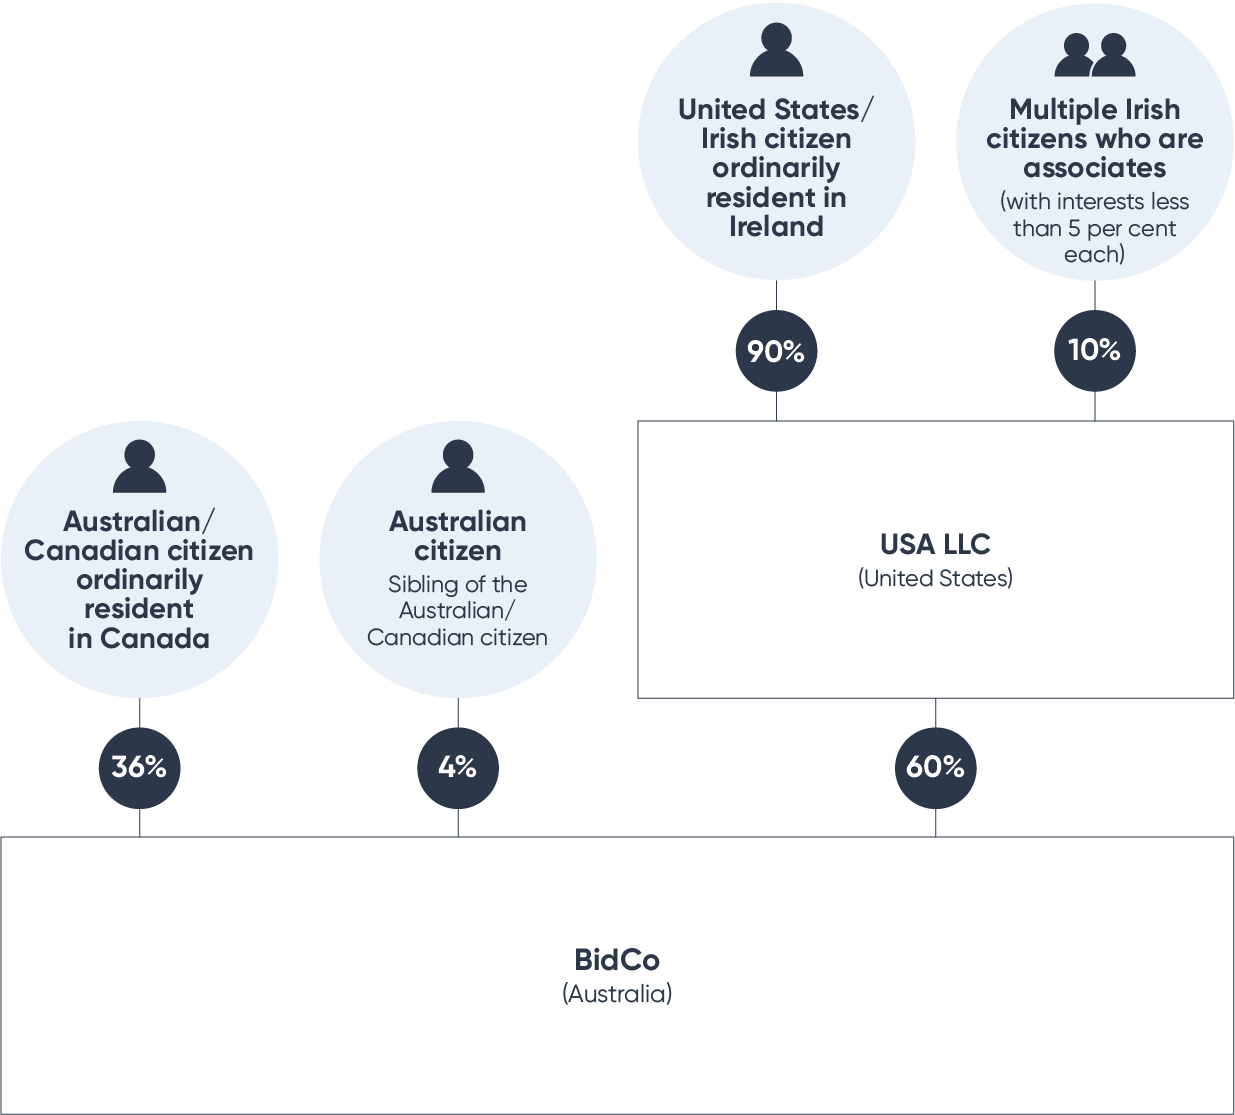 United States/
Irish citizen
ordinarily
resident in
Ireland
Multiple Irish
citizens who are
associates
(with interests less
than 5 per cent
each)
90%
10%
Australian/
Canadian citizen
ordinarily
resident
in Canada
Australian
citizen
Sibling of the
Australian/
Canadian citizen
USA LLC
(United States)
36%
4%
60%
BidCo
(Australia)